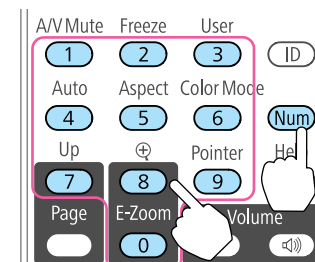 A/V Mute Freeze User
1 2 3 ID
Auto Aspect Color Mode
4 5 6 Num
Up Pointer Hel
7 8 9
Page E-Zoom Volume
0